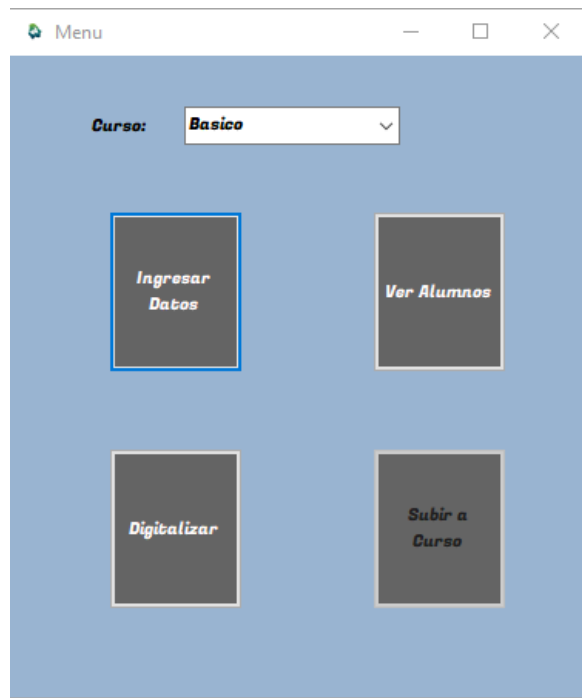 Menu
Curso:
Basico
Ingresar
Datos
Ver Alumnos
Digitalizar
Subir a
Curso